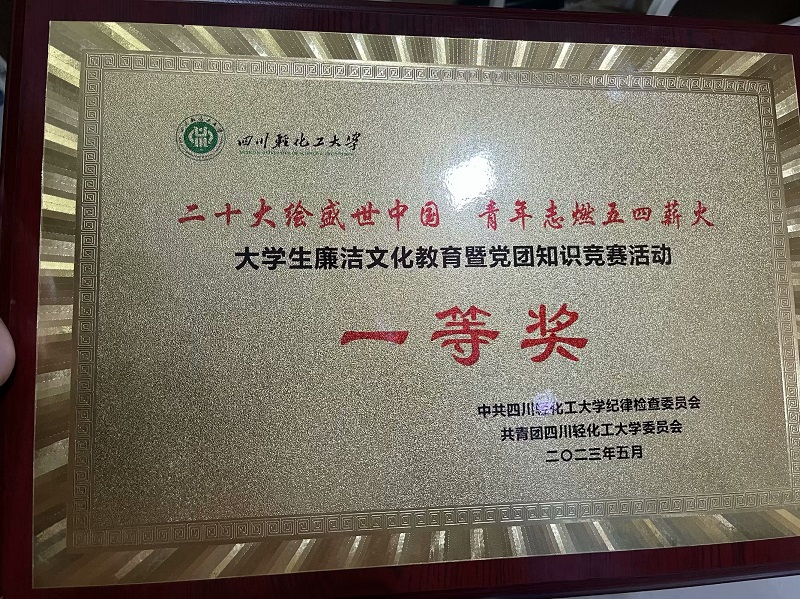 四川轻化工大学
二十大绘盛世中国 青年志燃五四薪火
大学生廉洁文化教育暨党团知识竞赛活动
一等奖
中共四川轻化工大学纪律检查委员会
共青团四川轻化工大学委员会
二〇二三年五月